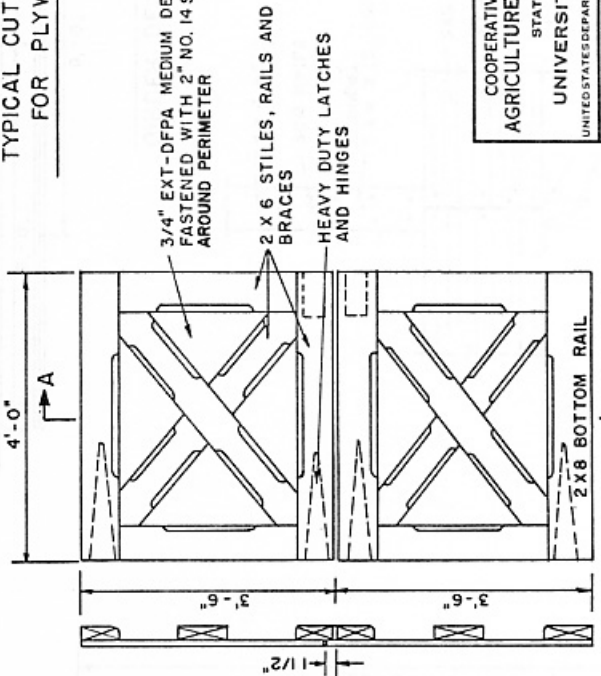 TYPICAL CUT
FOR PLYW
4'-0"
A
3/4" EXT-DFPA MEDIUM DE
FASTENED WITH 2" NO. 14 S
AROUND PERIMETER
2 X 6 STILES, RAILS AND
BRACES
HEAVY DUTY LATCHES
AND HINGES
3'-6"
3'-6"
1 1/2"
2X8 BOTTOM RAIL
COOPERATIV
AGRICULTURE
STAT
UNIVERSIT
UNITED STATES DEPAR